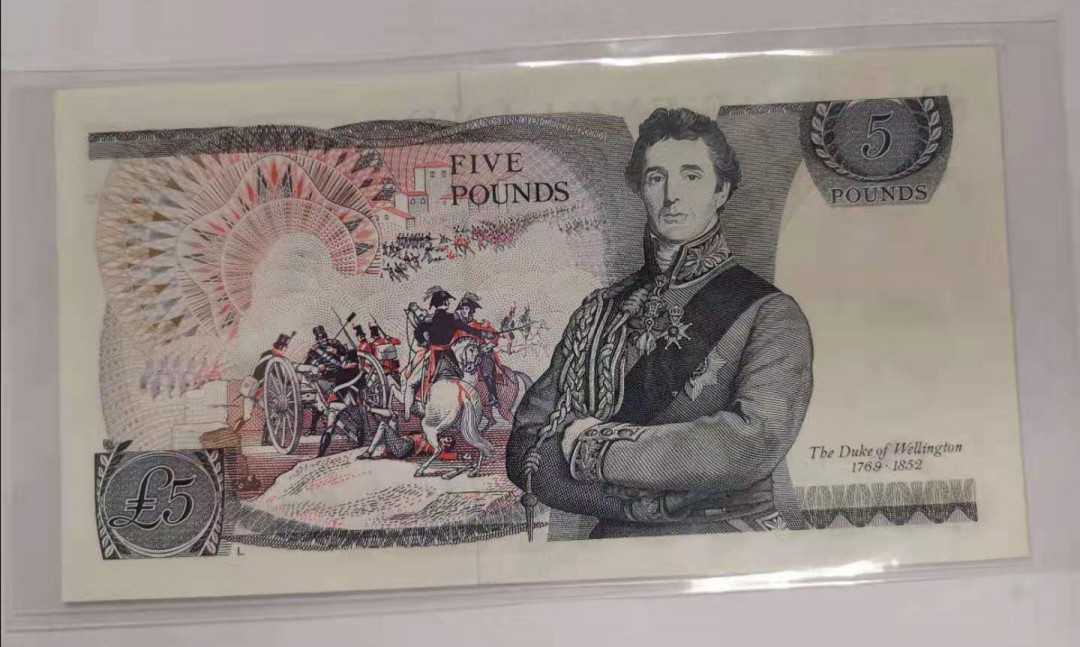 FIVE
POUNDS
5
POUNDS
The Duke of Wellington
1769 · 1852
£5
L